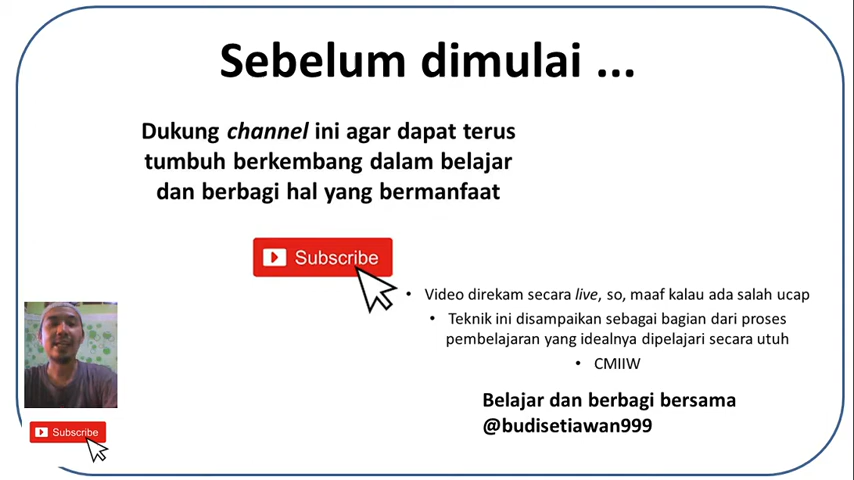 Sebelum dimulai ...
Dukung channel ini agar dapat terus
tumbuh berkembang dalam belajar
dan berbagi hal yang bermanfaat
Subscribe
• Video direkam secara live, so, maaf kalau ada salah ucap
• Teknik ini disampaikan sebagai bagian dari proses
pembelajaran yang idealnya dipelajari secara utuh
• CMIIW
Belajar dan berbagi bersama
@budisetiawan999
Subscribe